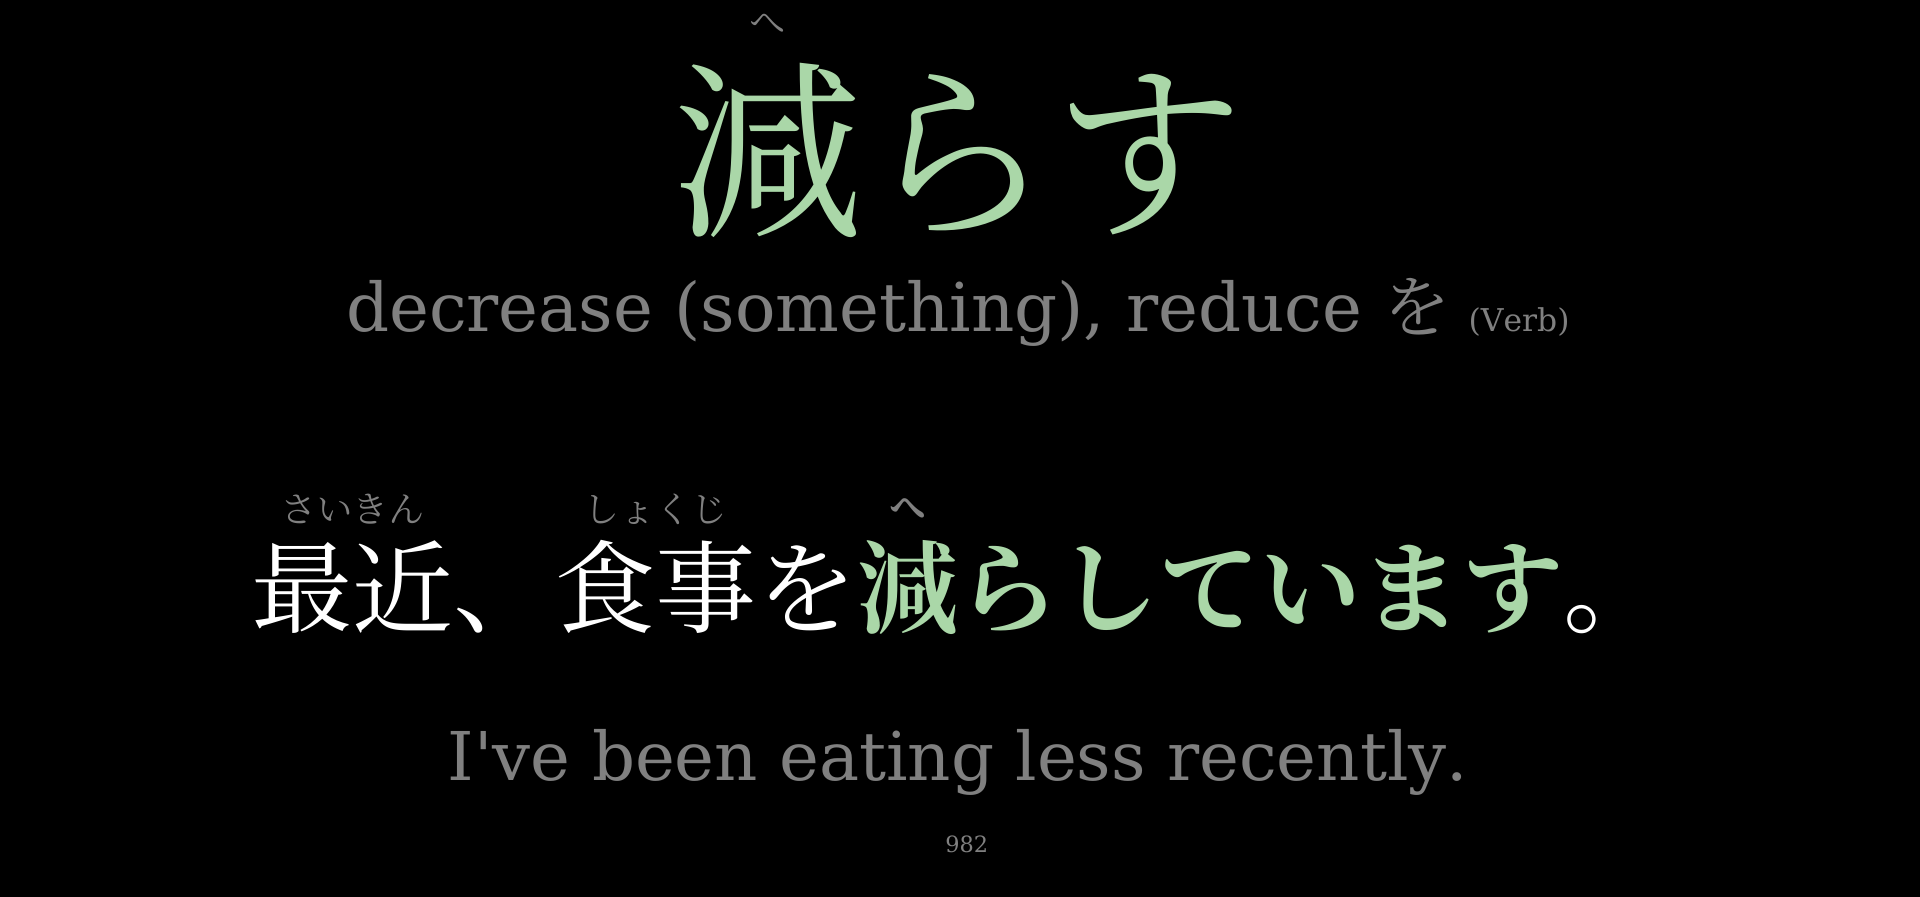 へ
減らす
decrease (something), reduce を (Verb)
さいきん しょくじ へ
最近、食事を減らしています。
I've been eating less recently.
982